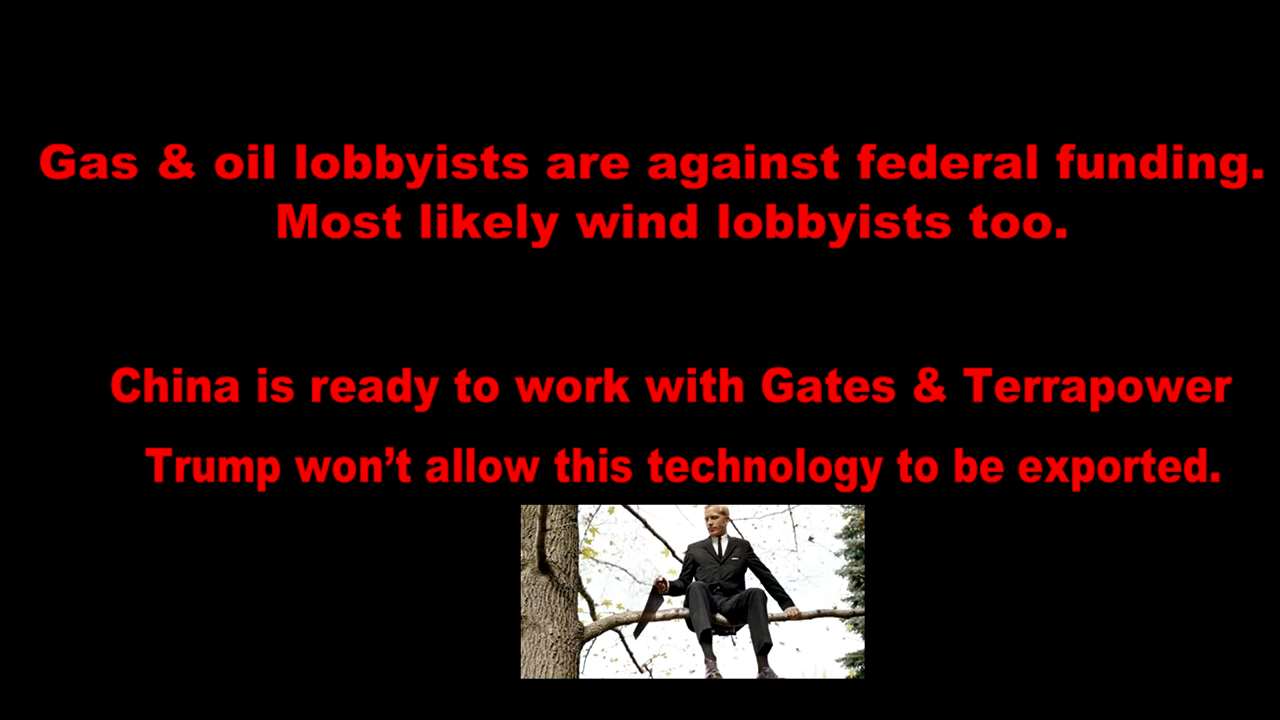 Gas & oil lobbyists are against federal funding.
Most likely wind lobbyists too.
China is ready to work with Gates & Terrapower
Trump won’t allow this technology to be exported.